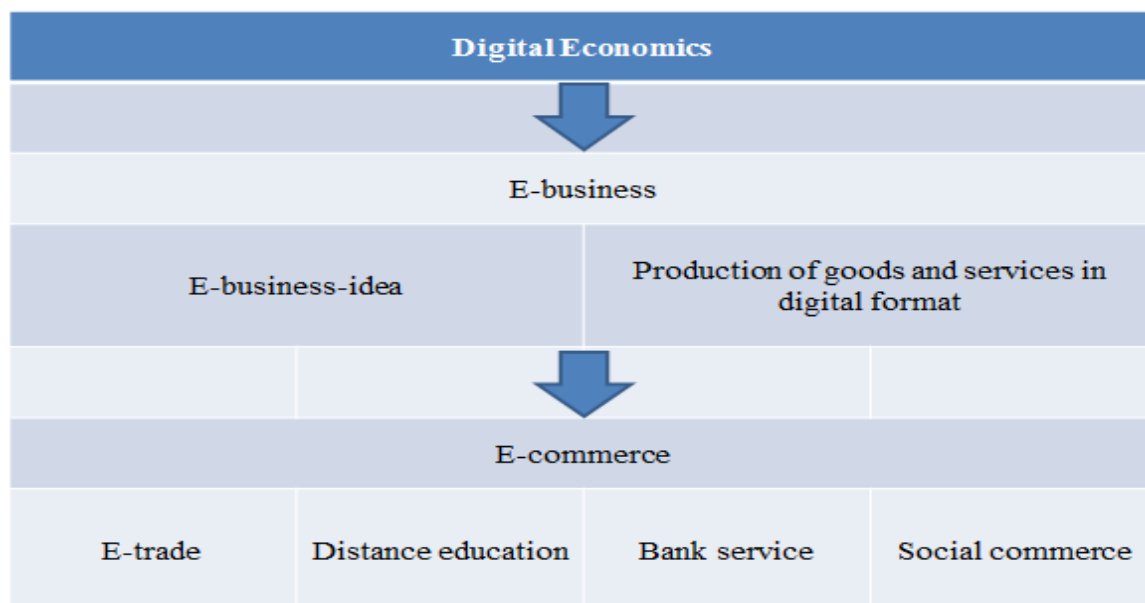 Digital Economics
E-business
E-business-idea
Production of goods and services in
digital format
E-commerce
E-trade
Distance education
Bank service
Social commerce